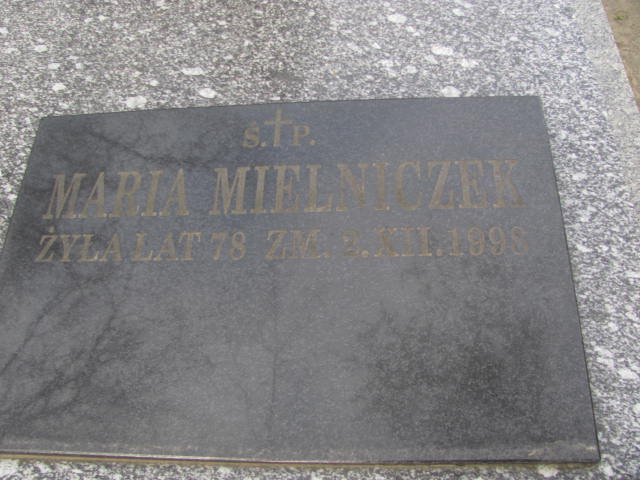 Ś.†P.
MARIA MIELNICZEK
ŻYŁA LAT 78 ZM. 2.XII.1998